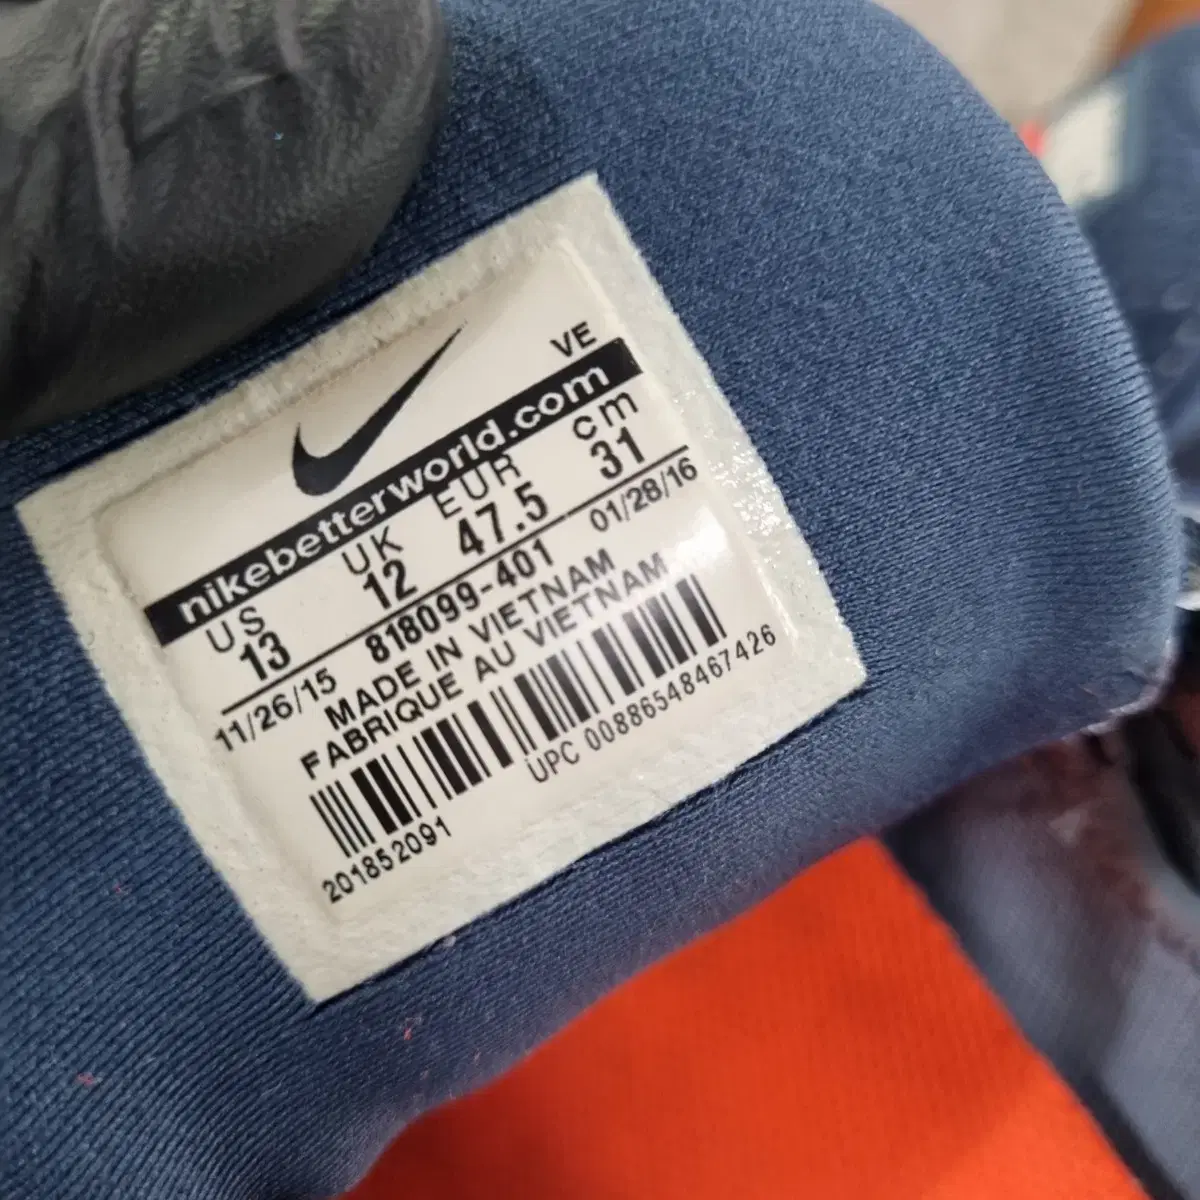 VE
nikebetterworld.com
US UK EUR cm
13 12 47.5 31
11/26/15 818099-401 01/28/16
MADE IN VIETNAM
FABRIQUE AU VIETNAM
UPC 00886548467426
201852091